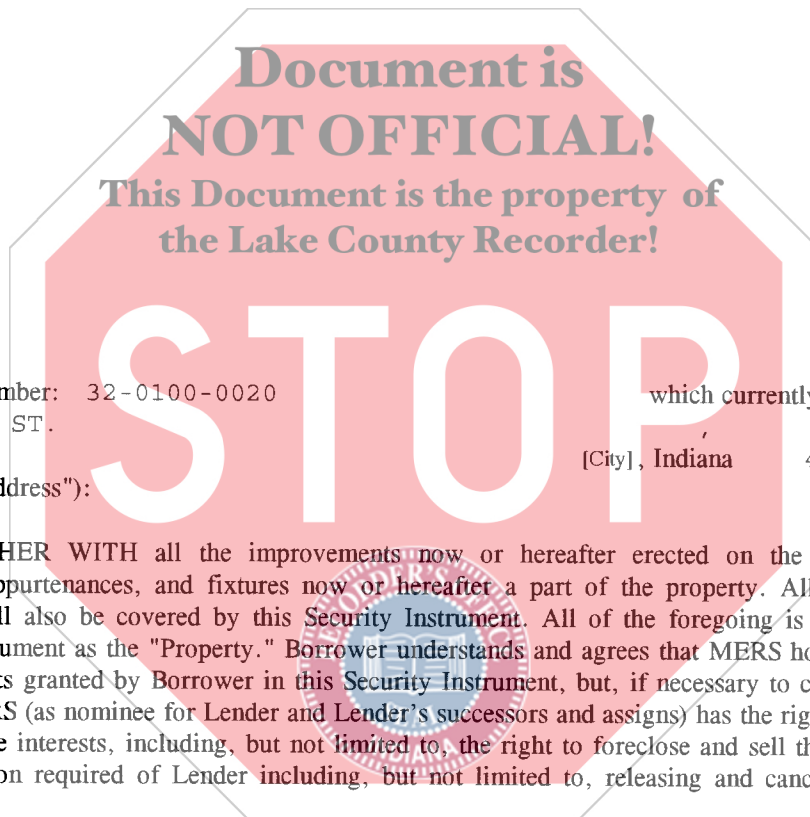 Document is
NOT OFFICIAL!
This Document is the property of
the Lake County Recorder!
STOP
mber: 32-0100-0020 which currently
ST. ,
[City] , Indiana 4
ddress"):
HER WITH all the improvements now or hereafter erected on the
ppurtenances, and fixtures now or hereafter a part of the property. All
ll also be covered by this Security Instrument. All of the foregoing is
ument as the "Property." Borrower understands and agrees that MERS ho
ts granted by Borrower in this Security Instrument, but, if necessary to c
RS (as nominee for Lender and Lender's successors and assigns) has the righ
e interests, including, but not limited to, the right to foreclose and sell th
on required of Lender including, but not limited to, releasing and canc
RECORDER'S
SEAL
INDIANA